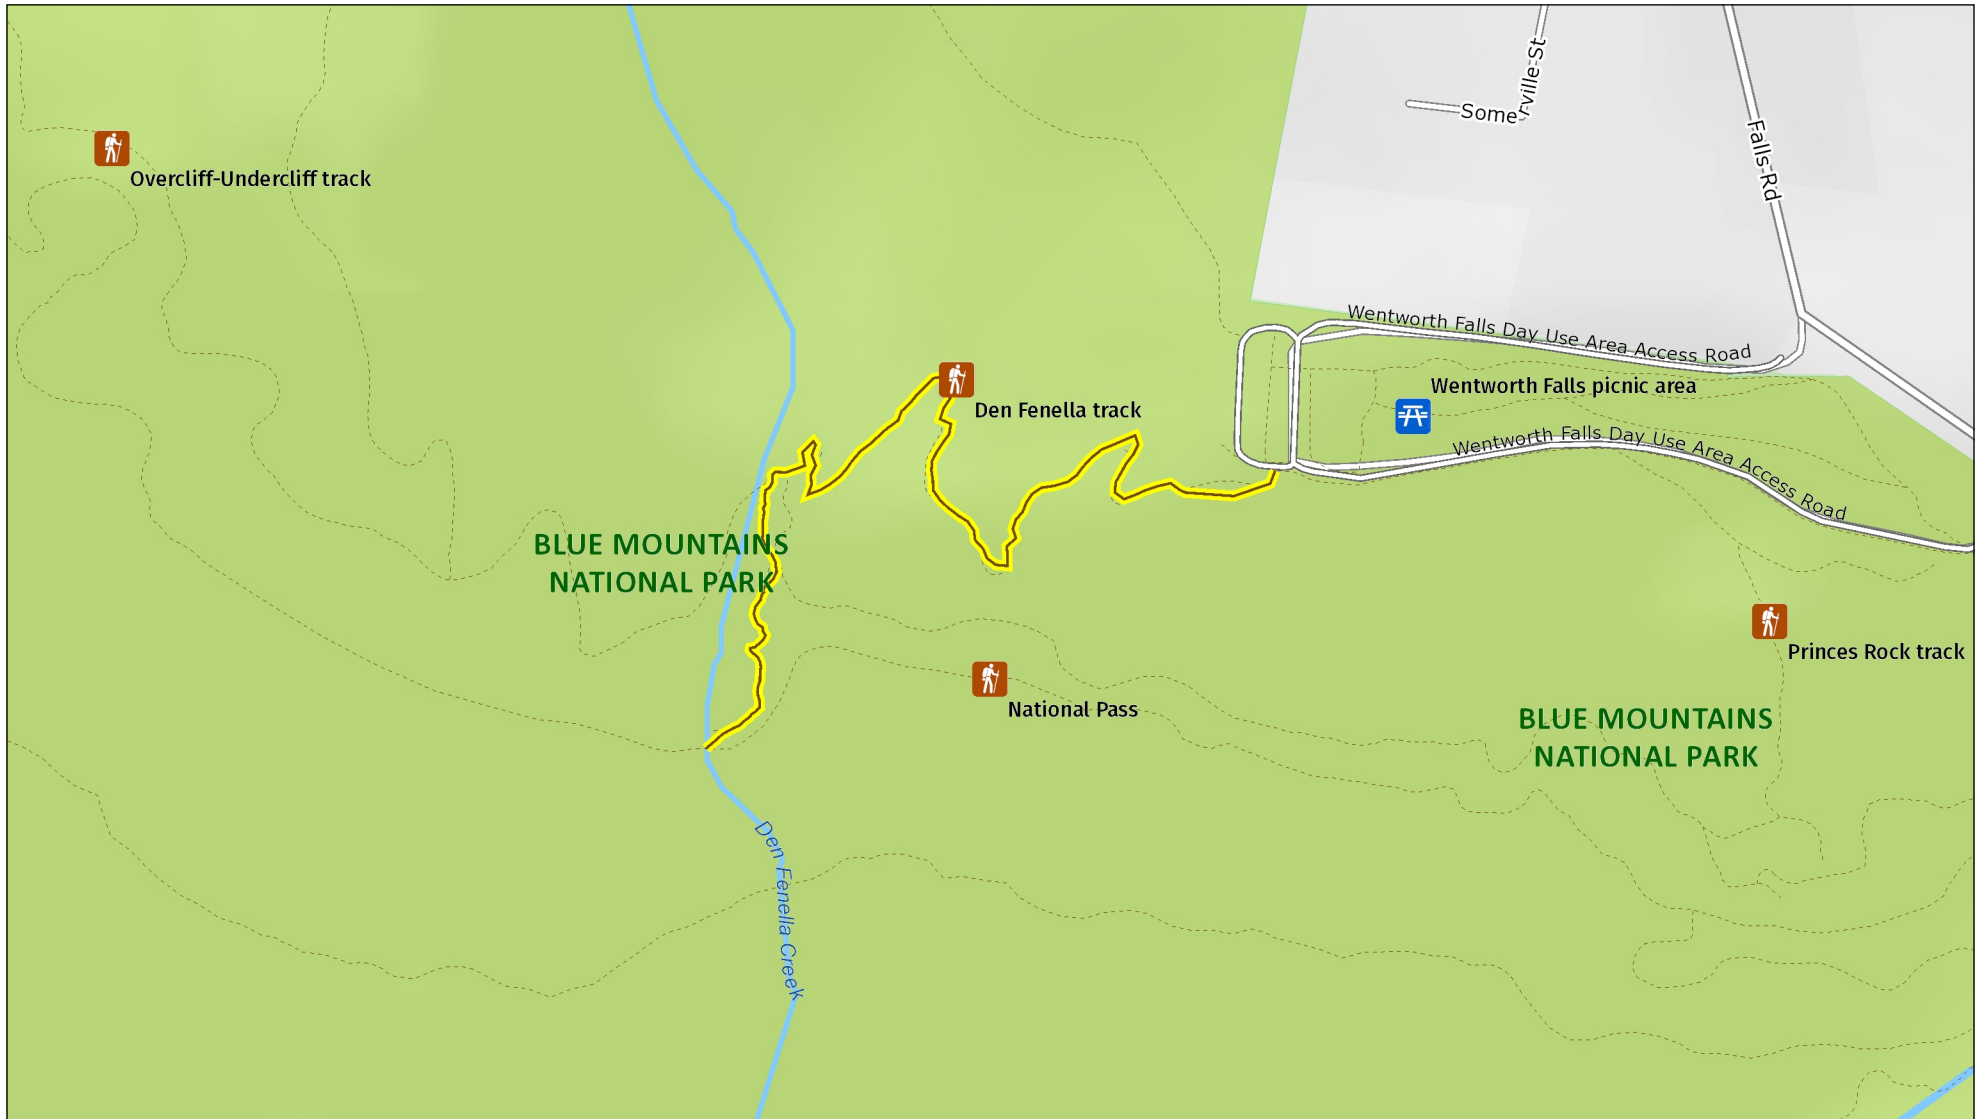 Somerville-St
Falls-Rd
Overcliff-Undercliff track
Wentworth Falls Day Use Area Access Road
Wentworth Falls picnic area
Den Fenella track
Wentworth Falls Day Use Area Access Road
BLUE MOUNTAINS
NATIONAL PARK
Princes Rock track
National Pass
BLUE MOUNTAINS
NATIONAL PARK
Den Fenella Creek